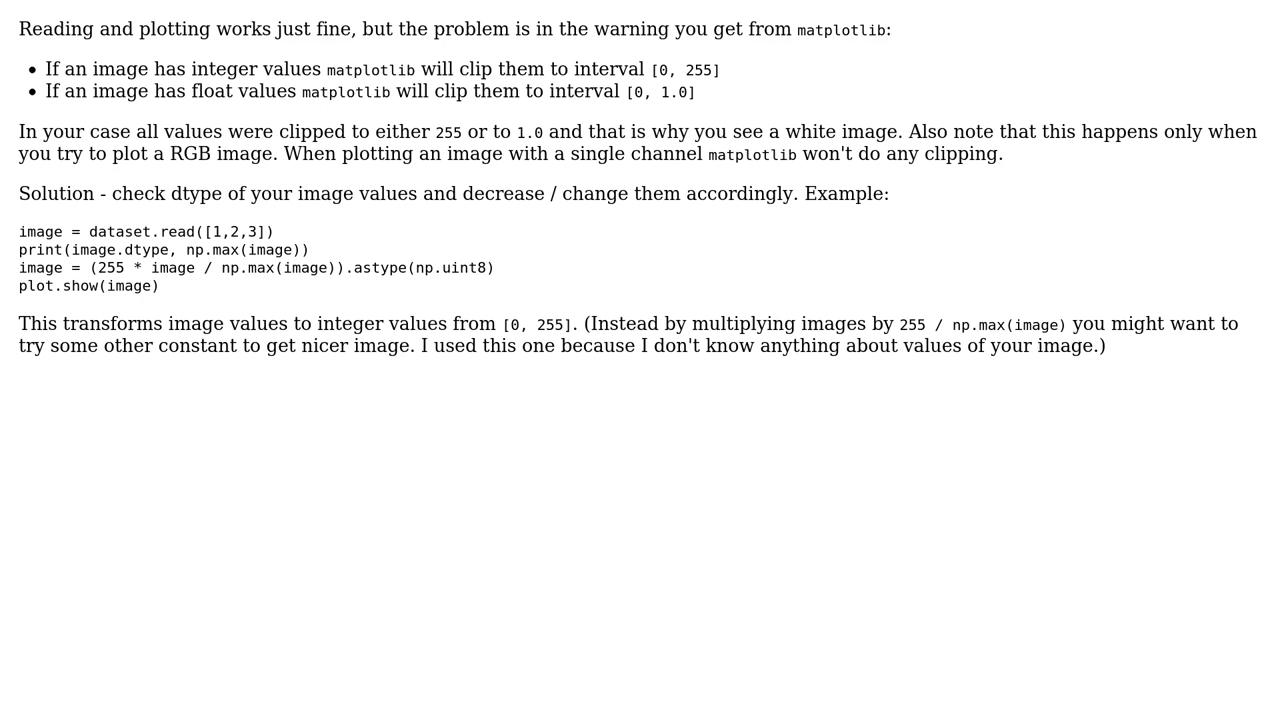 Reading and plotting works just fine, but the problem is in the warning you get from matplotlib:
• If an image has integer values matplotlib will clip them to interval [0, 255]
• If an image has float values matplotlib will clip them to interval [0, 1.0]
In your case all values were clipped to either 255 or to 1.0 and that is why you see a white image. Also note that this happens only when
you try to plot a RGB image. When plotting an image with a single channel matplotlib won't do any clipping.
Solution - check dtype of your image values and decrease / change them accordingly. Example:
image = dataset.read([1,2,3])
print(image.dtype, np.max(image))
image = (255 * image / np.max(image)).astype(np.uint8)
plot.show(image)
This transforms image values to integer values from [0, 255]. (Instead by multiplying images by 255 / np.max(image) you might want to
try some other constant to get nicer image. I used this one because I don't know anything about values of your image.)